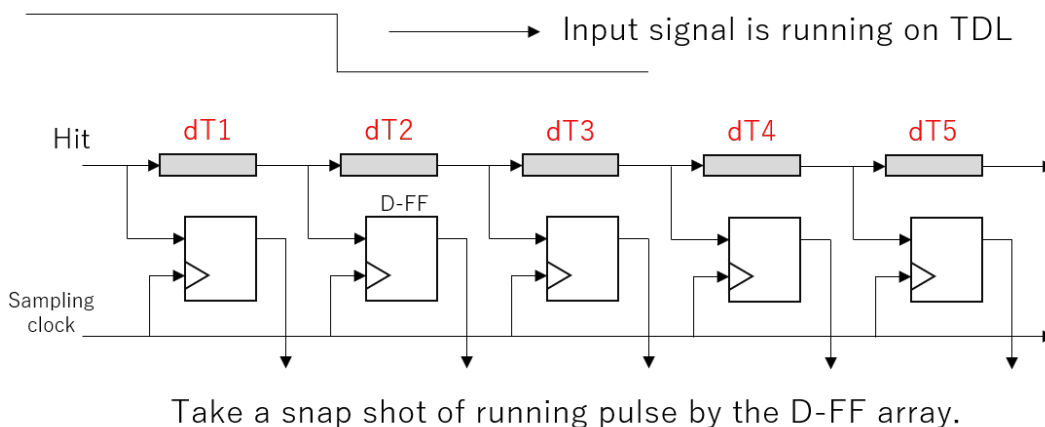 Input signal is running on TDL
Hit
dT1
dT2
dT3
dT4
dT5
D-FF
Sampling
clock
Take a snap shot of running pulse by the D-FF array.